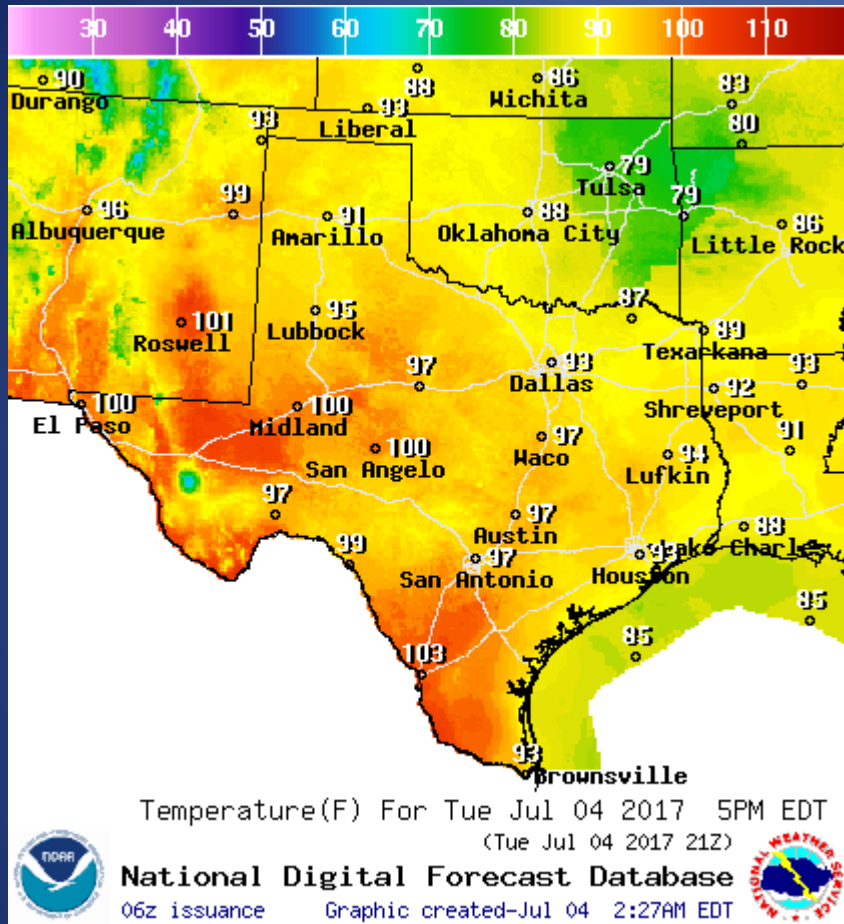 30 40 50 60 70 80 90 100 110
90 Durango
88
86 Wichita
83
93 Liberal
93
80
79 Tulsa
79
96 Albuquerque
99
91 Amarillo
88 Oklahoma City
86 Little Rock
101 Roswell
95 Lubbock
87
89 Texarkana
97
93 Dallas
92 Shreveport
93
100 El Paso
100 Midland
100 San Angelo
97 Waco
94 Lufkin
91
97
97 Austin
88 Lake Charles
99
97 San Antonio
93 Houston
85
85
103
93 Brownsville
Temperature(F) For Tue Jul 04 2017 5PM EDT
(Tue Jul 04 2017 21Z)
NOAA
National Digital Forecast Database
06z issuance Graphic created-Jul 04 2:27AM EDT
NATIONAL WEATHER SERVICE